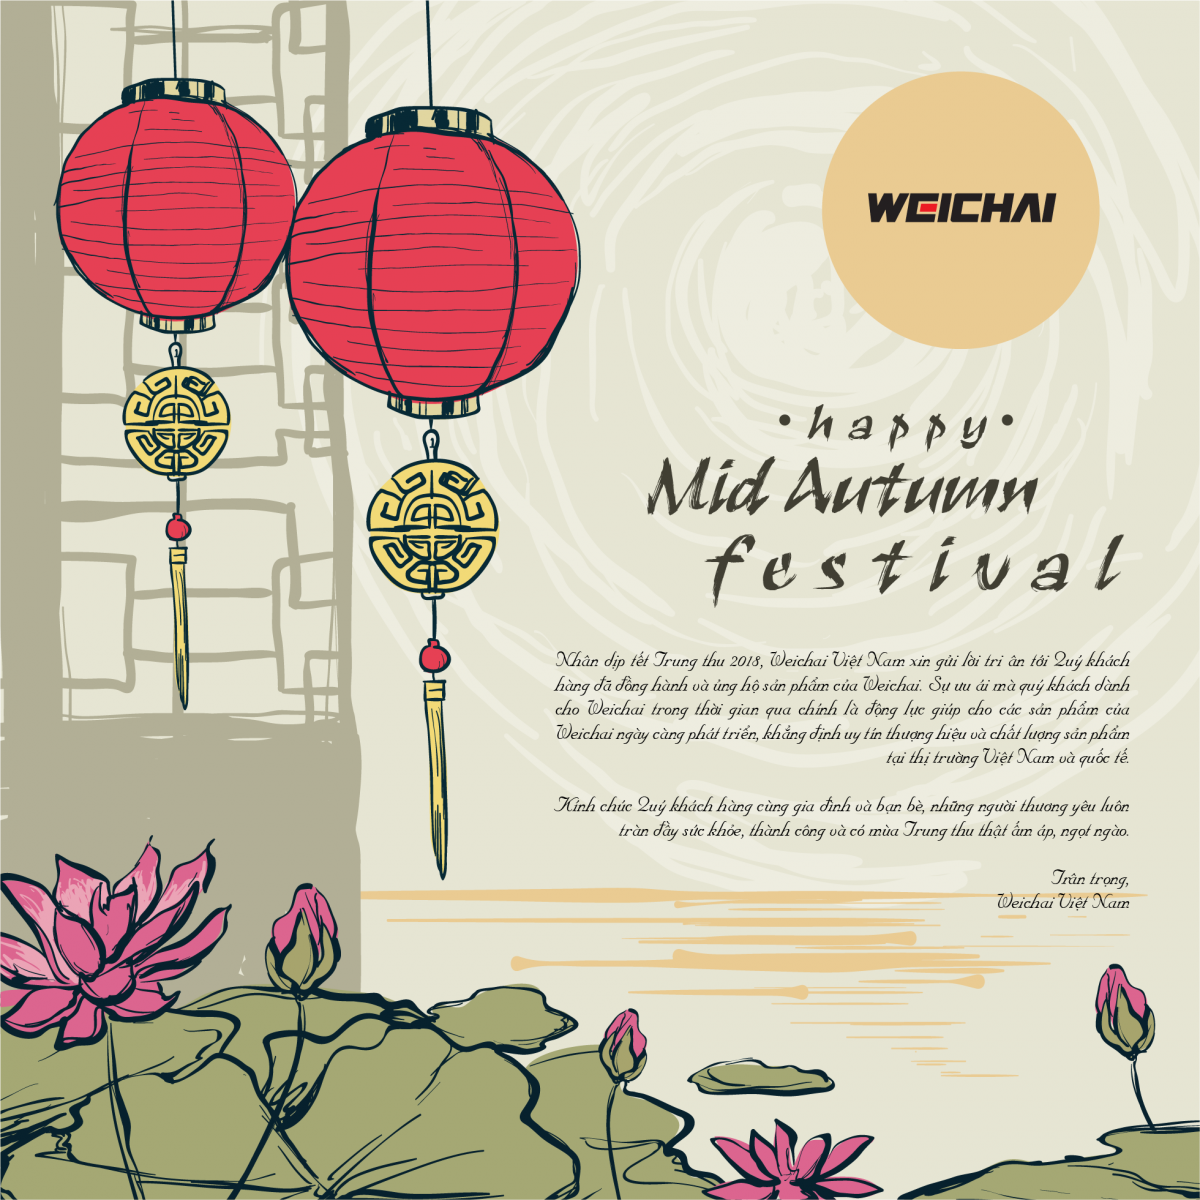 WEICHAI
•happy•
Mid Autumn
festival
Nhân dịp tết Trung thu 2018, Weichai Việt Nam xin gửi lời tri ân tới Quý khách
hàng đã đồng hành và ủng hộ sản phẩm của Weichai. Sự ưu ái mà quý khách dành
cho Weichai trong thời gian qua chính là động lực giúp cho các sản phẩm của
Weichai ngày càng phát triển, khẳng định uy tín thượng hiệu và chất lượng sản phẩm
tại thị trường Việt Nam và quốc tế.
Kính chúc Quý khách hàng cùng gia đình và bạn bè, những người thương yêu luôn
tràn đầy sức khỏe, thành công và có mùa Trung thu thật ấm áp, ngọt ngào.
Trân trọng,
Weichai Việt Nam